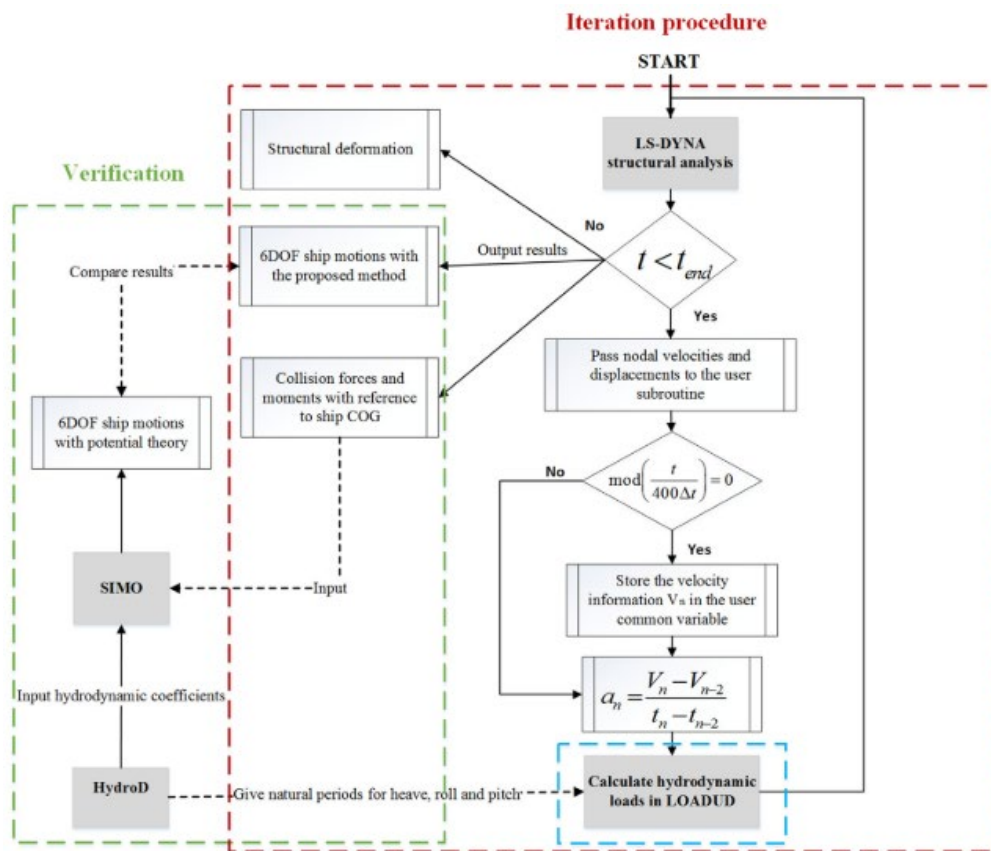 Iteration procedure
START
LS-DYNA
structural analysis
Structural deformation
Verification
No
t < t_end
Output results
6DOF ship motions with
the proposed method
Compare results
Yes
Pass nodal velocities and
displacements to the user
subroutine
Collision forces and
moments with reference
to ship COG
6DOF ship motions
with potential theory
No
mod(t/400Δt)=0
Yes
SIMO
Input
Store the velocity
information Vn in the user
common variable
Input hydrodynamic coefficients
a_n = (V_n − V_{n−2})/(t_n − t_{n−2})
HydroD
Give natural periods for heave, roll and pitch
Calculate hydrodynamic
loads in LOADUD